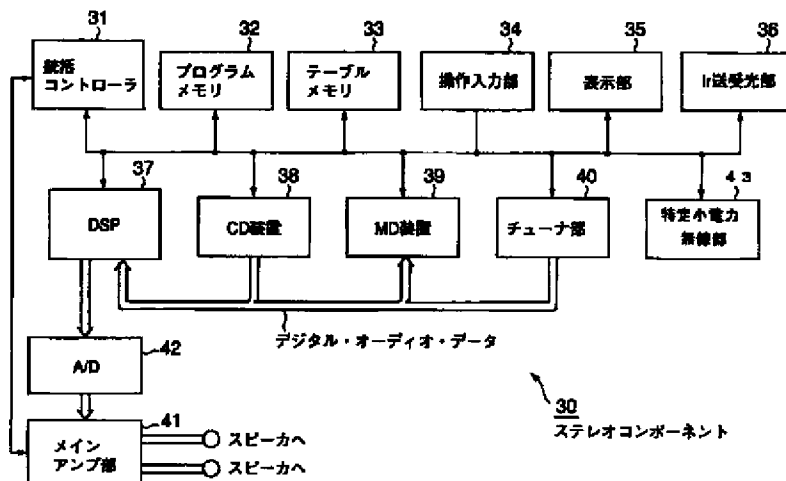 31
32
33
34
35
36
統括
コントローラ
プログラム
メモリ
テーブル
メモリ
操作入力部
表示部
Ir送受光部
37
38
39
40
43
DSP
CD装置
MD装置
チューナ部
特定小電力
無線部
デジタル・オーディオ・データ
42
A/D
30
ステレオコンポーネント
41
メイン
アンプ部
スピーカへ
スピーカへ